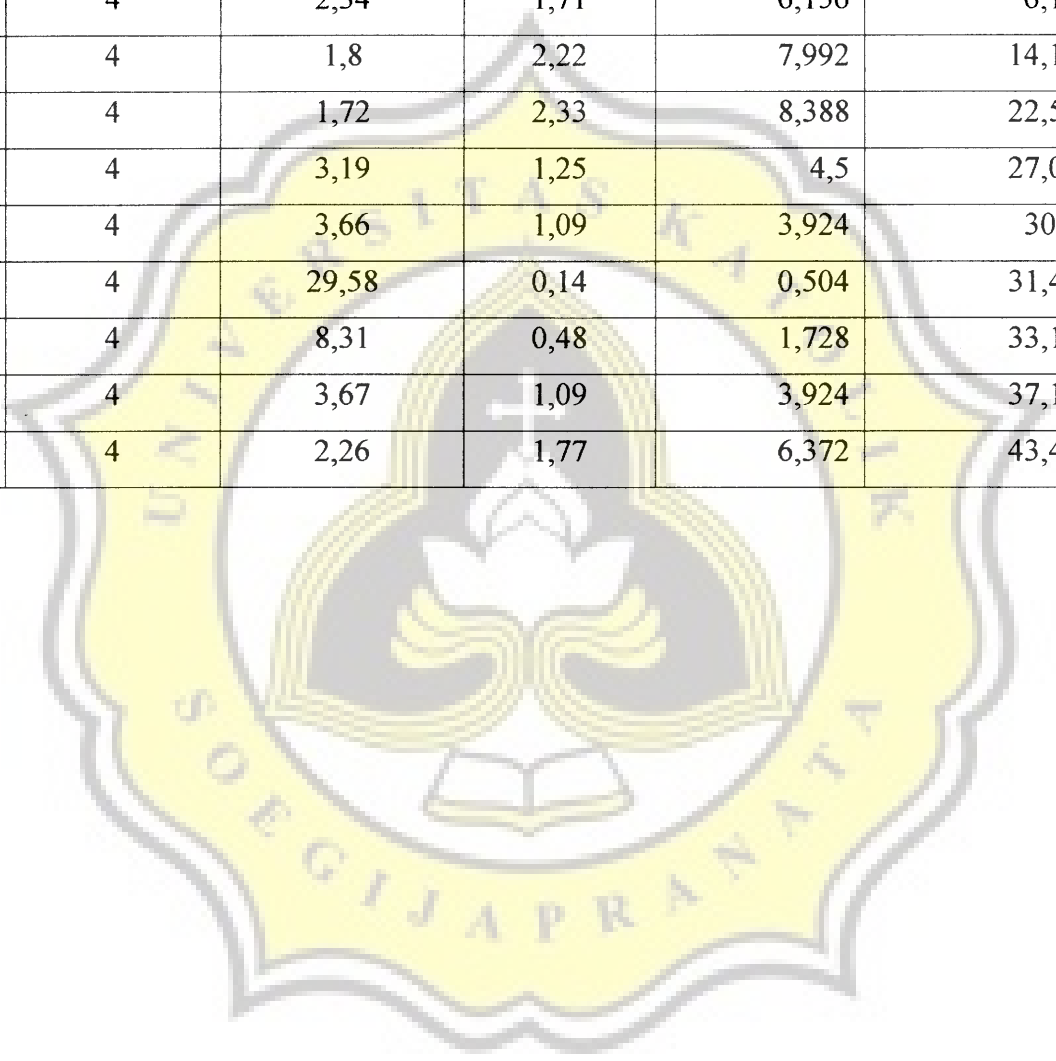 4 2,34 1,71 6,156
4 1,8 2,22 7,992 14,1
4 1,72 2,33 8,388 22,5
4 3,19 1,25 4,5 27,0
4 3,66 1,09 3,924 30
4 29,58 0,14 0,504 31,4
4 8,31 0,48 1,728 33,1
4 3,67 1,09 3,924 37,1
4 2,26 1,77 6,372 43,4
UNIVERSITAS KATOLIK
SOEGIJAPRANATA